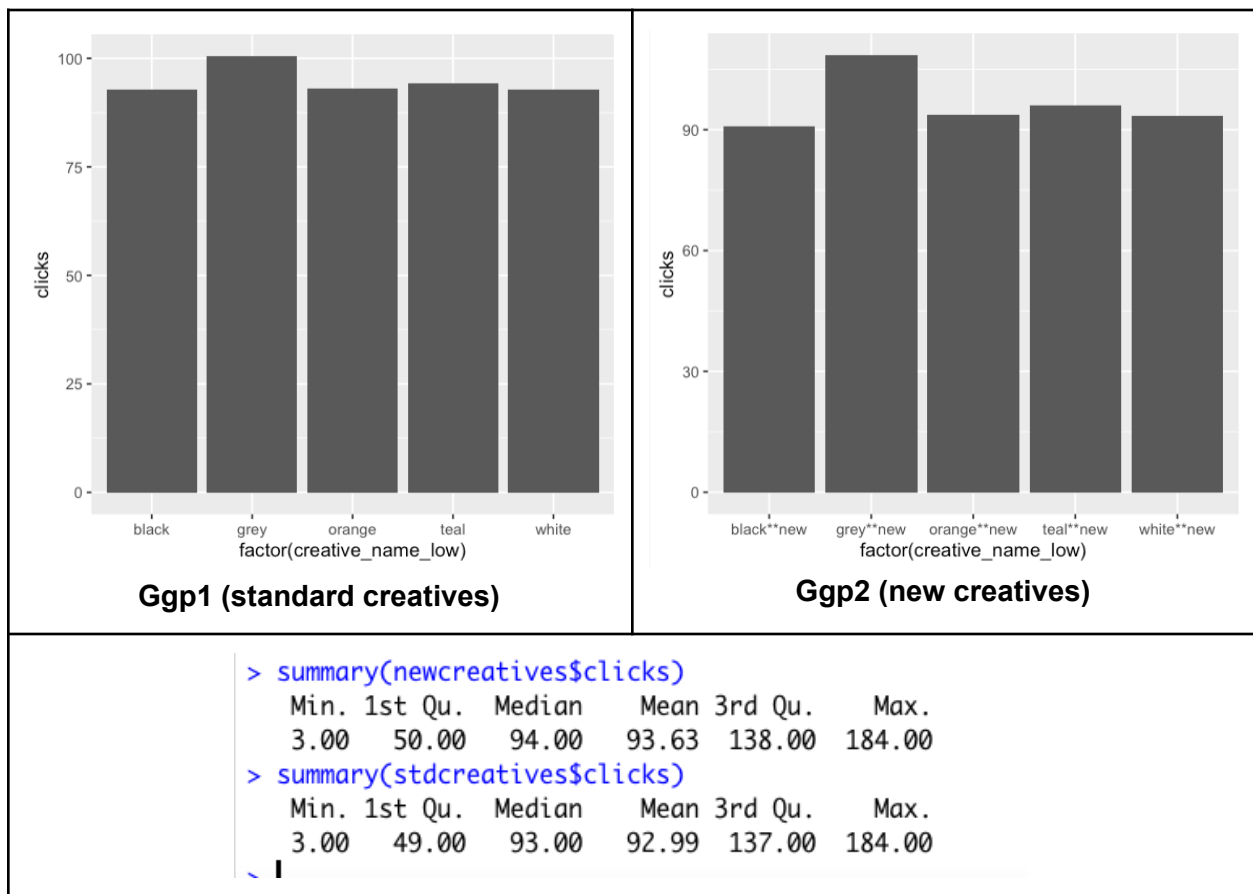 100
75
50
25
0
clicks
black grey orange teal white
factor(creative_name_low)
Ggp1 (standard creatives)
90
60
30
0
clicks
black**new grey**new orange**new teal**new white**new
factor(creative_name_low)
Ggp2 (new creatives)
> summary(newcreatives$clicks)
Min. 1st Qu. Median Mean 3rd Qu. Max.
3.00 50.00 94.00 93.63 138.00 184.00
> summary(stdcreatives$clicks)
Min. 1st Qu. Median Mean 3rd Qu. Max.
3.00 49.00 93.00 92.99 137.00 184.00
>